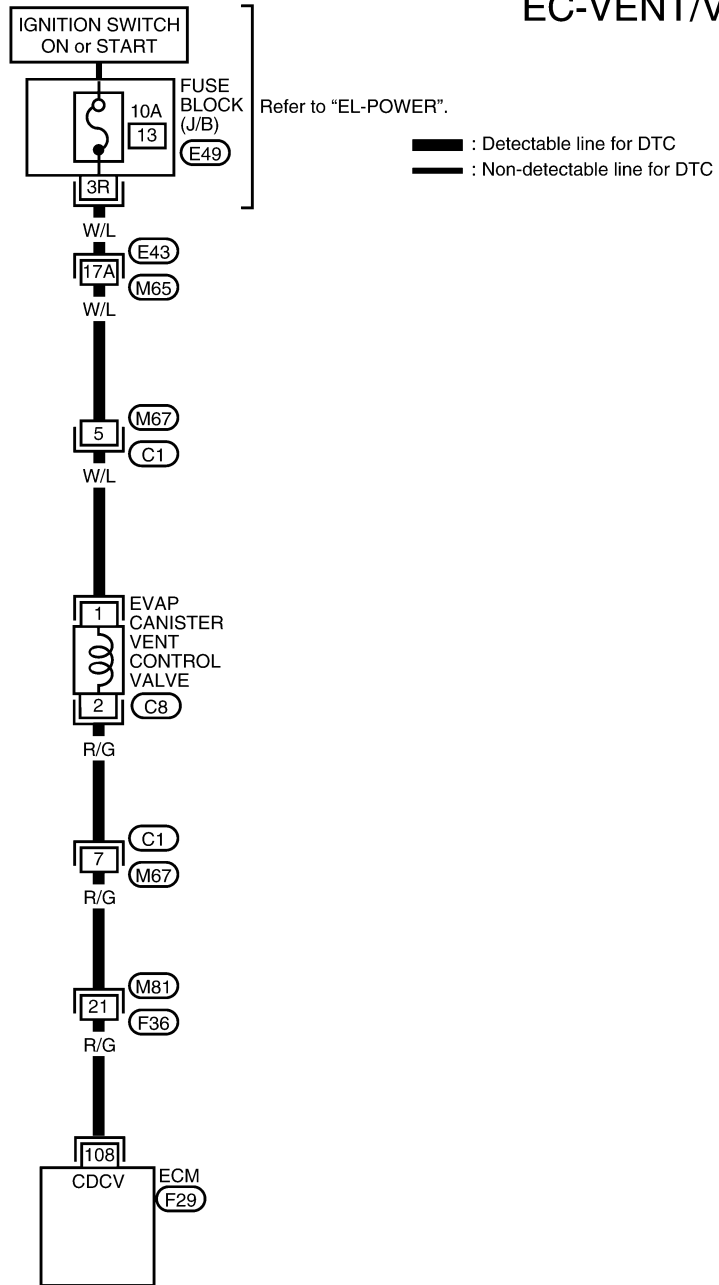 EC-VENT/V
IGNITION SWITCH
ON or START
FUSE
BLOCK
(J/B)
10A
13
E49
Refer to “EL-POWER”.
: Detectable line for DTC
: Non-detectable line for DTC
3R
W/L
E43
17A
M65
W/L
M67
5
C1
W/L
1
EVAP
CANISTER
VENT
CONTROL
VALVE
2
C8
R/G
C1
7
M67
R/G
M81
21
F36
R/G
108
CDCV
ECM
F29